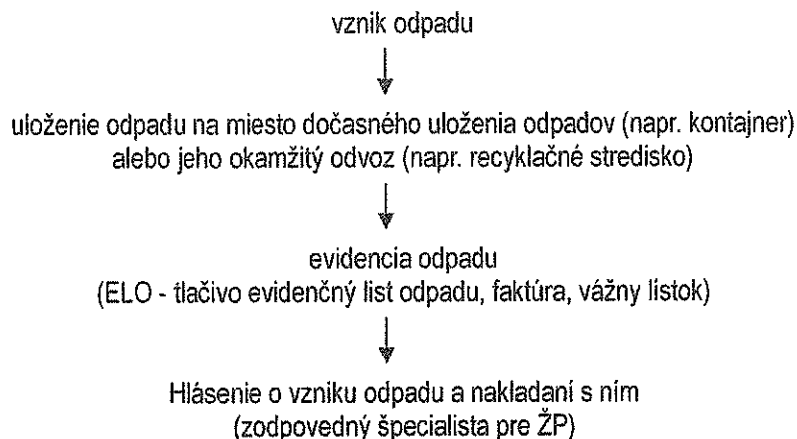 vznik odpadu
uloženie odpadu na miesto dočasného uloženia odpadov (napr. kontajner)
alebo jeho okamžitý odvoz (napr. recyklačné stredisko)
evidencia odpadu
(ELO - tlačivo evidenčný list odpadu, faktúra, vážny lístok)
Hlásenie o vzniku odpadu a nakladaní s ním
(zodpovedný špecialista pre ŽP)